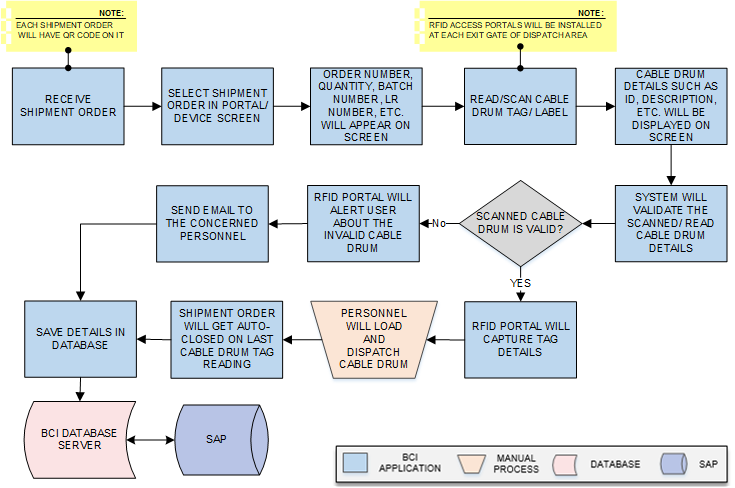 NOTE:
EACH SHIPMENT ORDER
WILL HAVE QR CODE ON IT
NOTE:
RFID ACCESS PORTALS WILL BE INSTALLED
AT EACH EXIT GATE OF DISPATCH AREA
RECEIVE
SHIPMENT ORDER
SELECT SHIPMENT
ORDER IN PORTAL/
DEVICE SCREEN
ORDER NUMBER,
QUANTITY, BATCH
NUMBER, LR
NUMBER, ETC.
WILL APPEAR ON
SCREEN
READ/SCAN CABLE
DRUM TAG/ LABEL
CABLE DRUM
DETAILS SUCH AS
ID, DESCRIPTION,
ETC. WILL BE
DISPLAYED ON
SCREEN
SYSTEM WILL
VALIDATE THE
SCANNED/ READ
CABLE DRUM
DETAILS
SCANNED CABLE
DRUM IS VALID?
No
RFID PORTAL WILL
ALERT USER
ABOUT THE
INVALID CABLE
DRUM
SEND EMAIL TO
THE CONCERNED
PERSONNEL
YES
RFID PORTAL WILL
CAPTURE TAG
DETAILS
PERSONNEL
WILL LOAD
AND
DISPATCH
CABLE DRUM
SHIPMENT ORDER
WILL GET AUTO-
CLOSED ON LAST
CABLE DRUM TAG
READING
SAVE DETAILS IN
DATABASE
BCI DATABASE
SERVER
SAP
BCI
APPLICATION
MANUAL
PROCESS
DATABASE
SAP